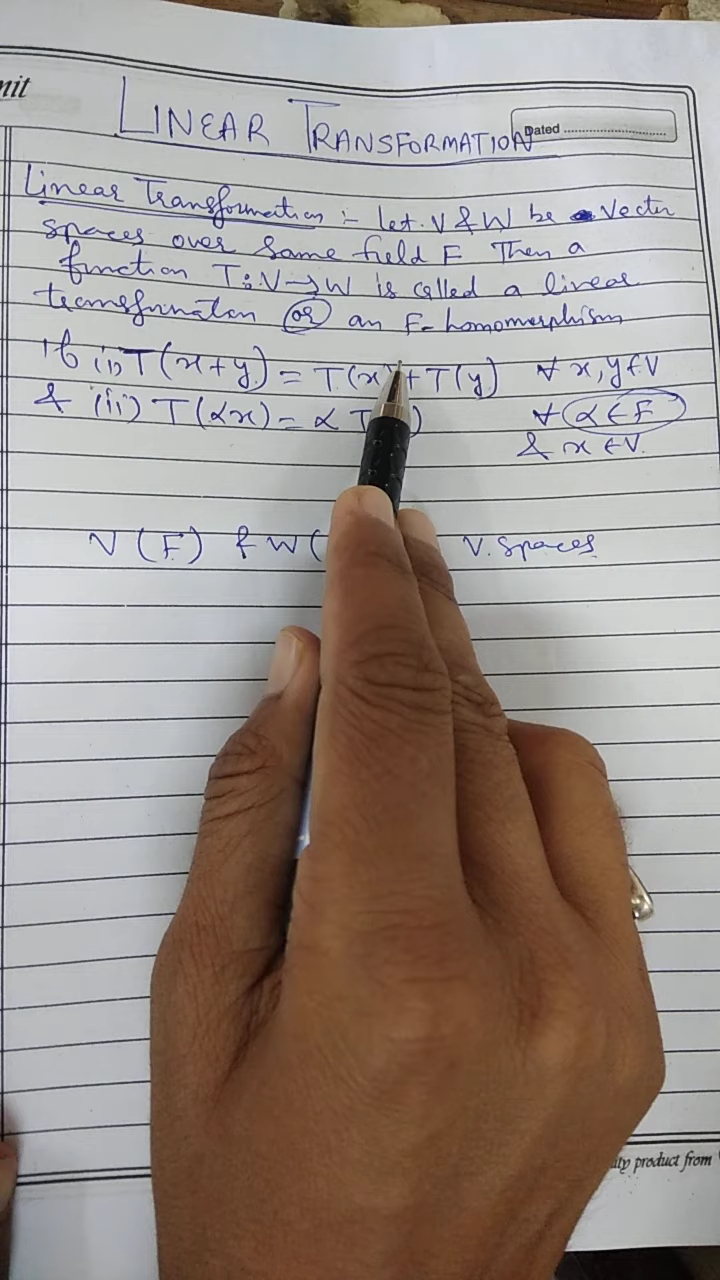 nit
LINEAR TRANSFORMATION
Dated
Linear Transformation :- let V & W be a Vector
spaces over same field F Then a
function T: V→W is called a linear
transformation (or) an F-homomorphism
if (i) T(x+y) = T(x)+T(y) ∀ x,y∈V
& (ii) T(αx) = α T ) ∀ α∈F
& x∈V.
V(F) & W( V. spaces
ity product from